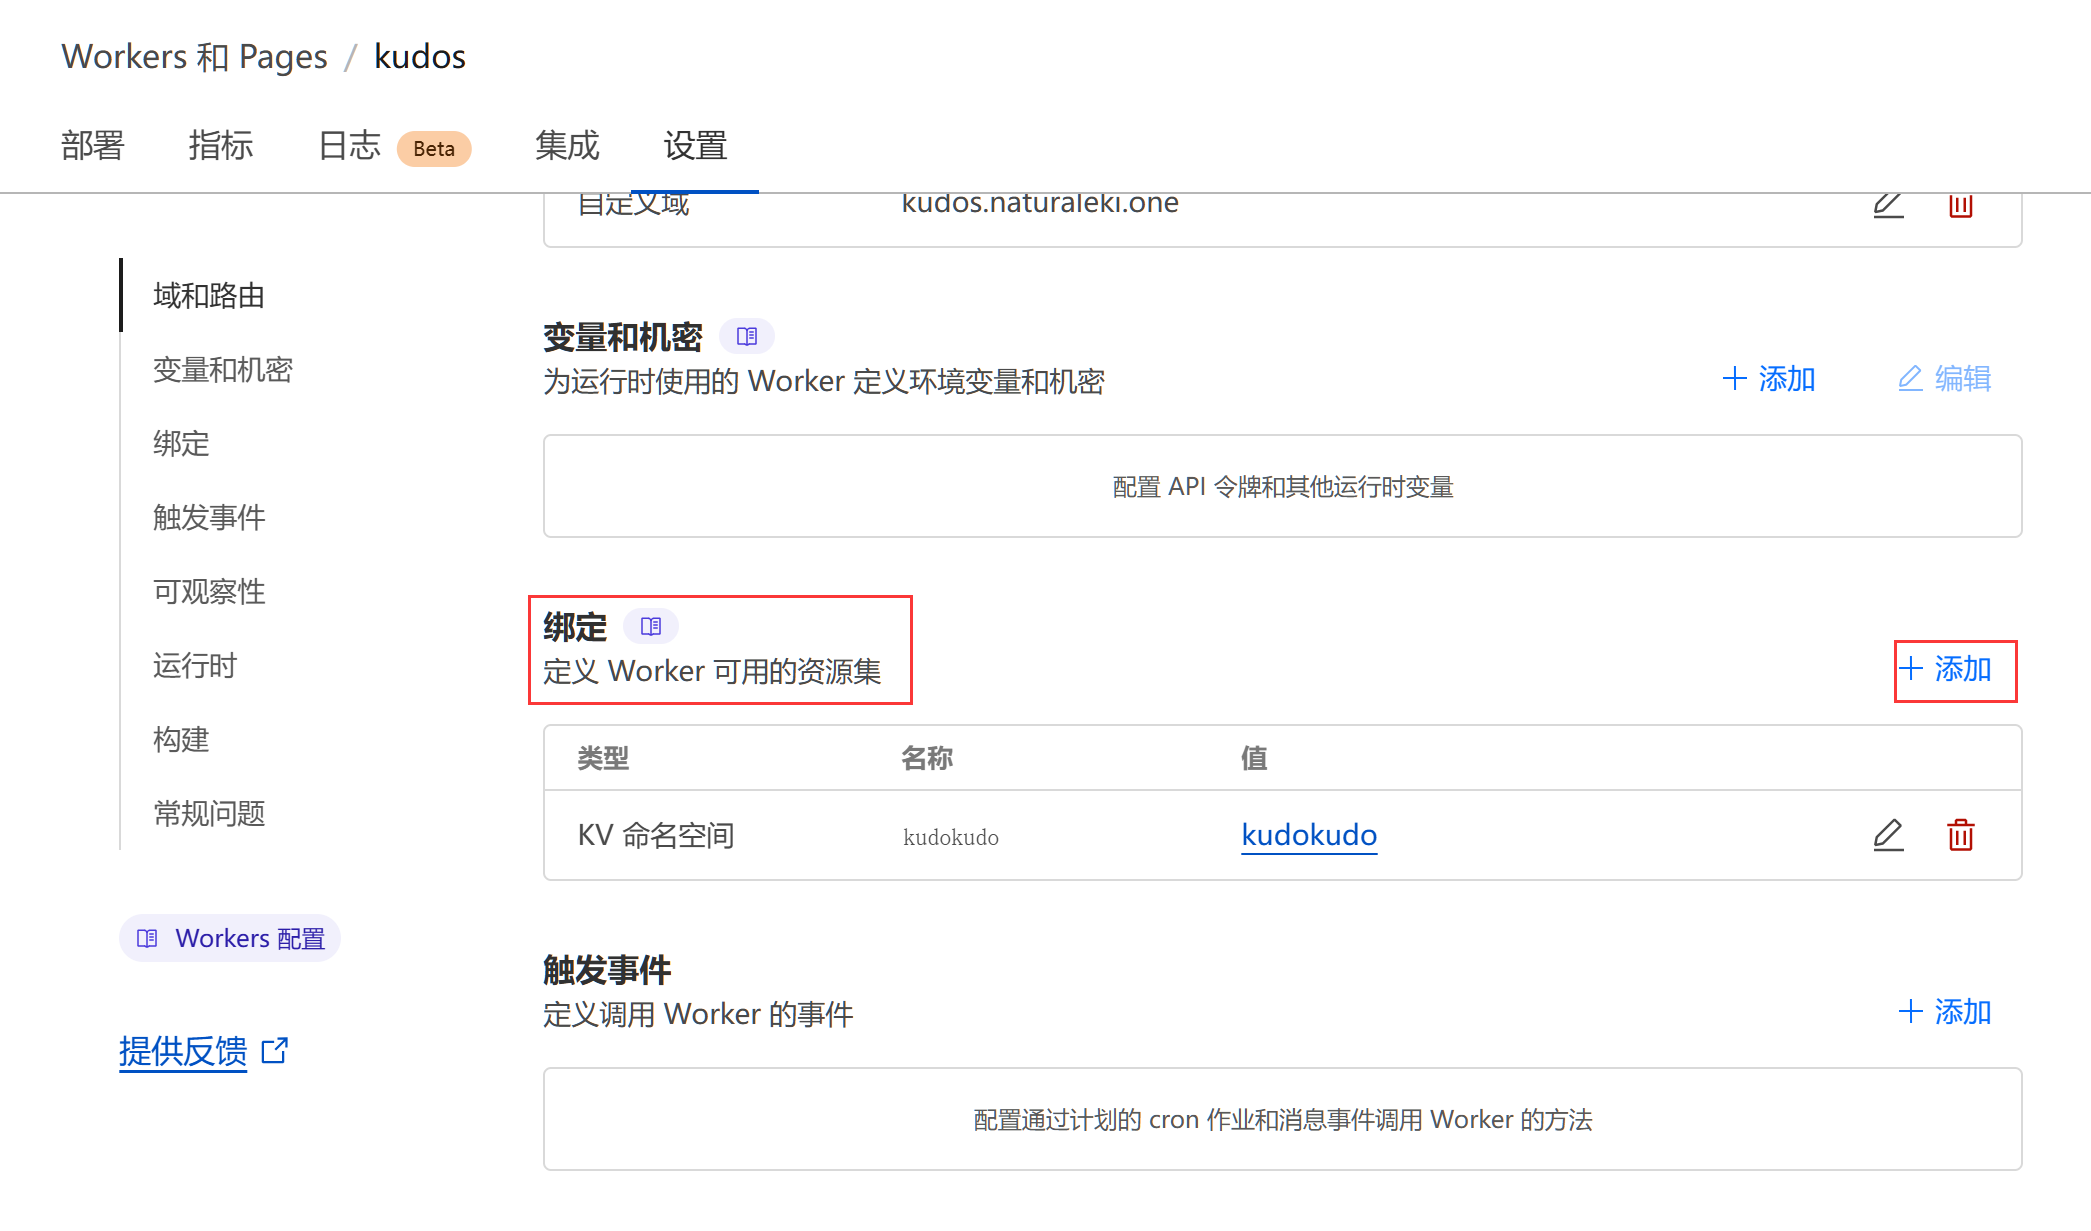 Workers 和 Pages / kudos
部署 指标 日志 Beta 集成 设置
自定义域 kudos.naturaleki.one
域和路由
变量和机密
绑定
触发事件
可观察性
运行时
构建
常规问题
Workers 配置
提供反馈
变量和机密
为运行时使用的 Worker 定义环境变量和机密
添加 编辑
配置 API 令牌和其他运行时变量
绑定
定义 Worker 可用的资源集
添加
类型 名称 值
KV 命名空间 kudokudo kudokudo
触发事件
定义调用 Worker 的事件
添加
配置通过计划的 cron 作业和消息事件调用 Worker 的方法